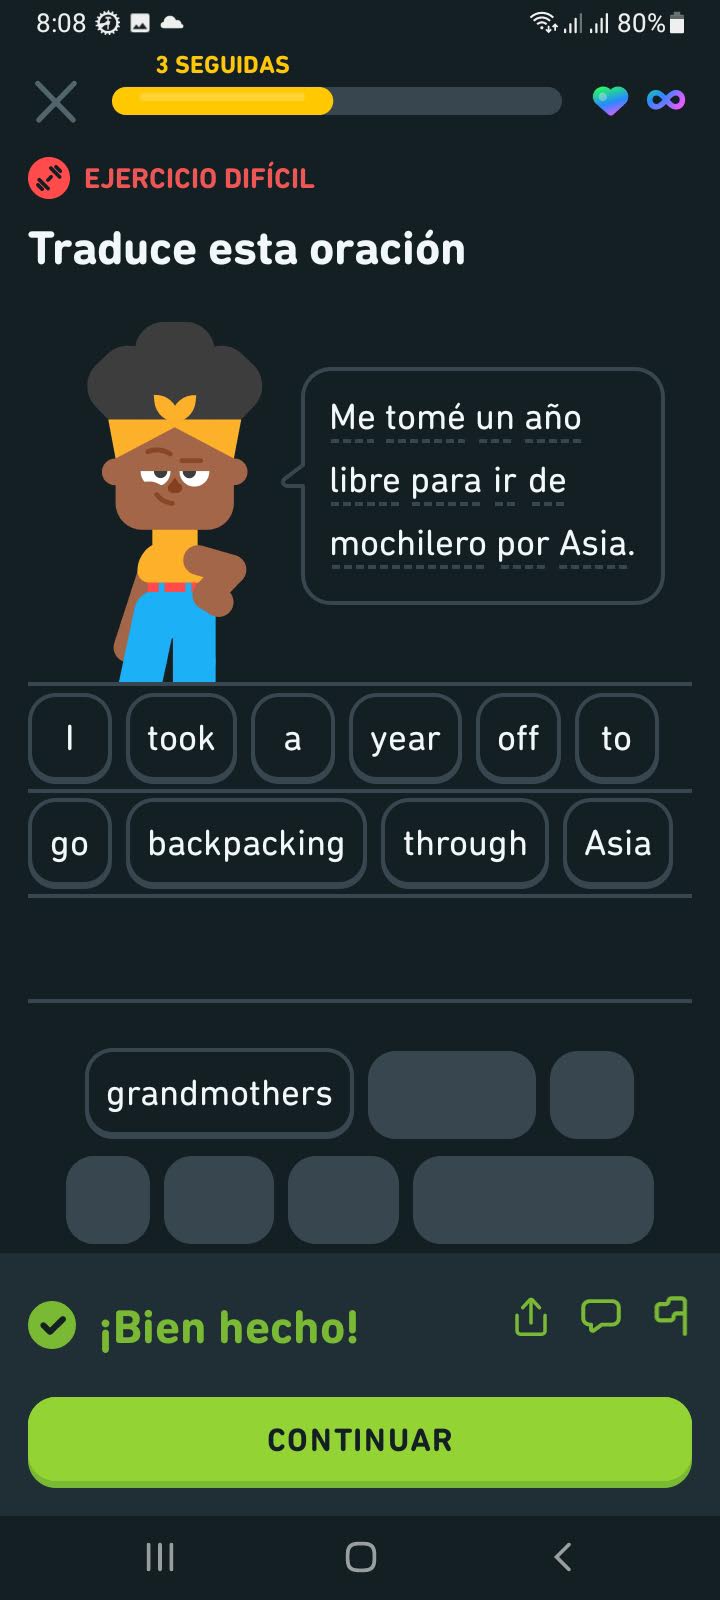 8:08 80%
3 SEGUIDAS
EJERCICIO DIFÍCIL
Traduce esta oración
Me tomé un año
libre para ir de
mochilero por Asia.
I took a year off to
go backpacking through Asia
grandmothers
¡Bien hecho!
CONTINUAR